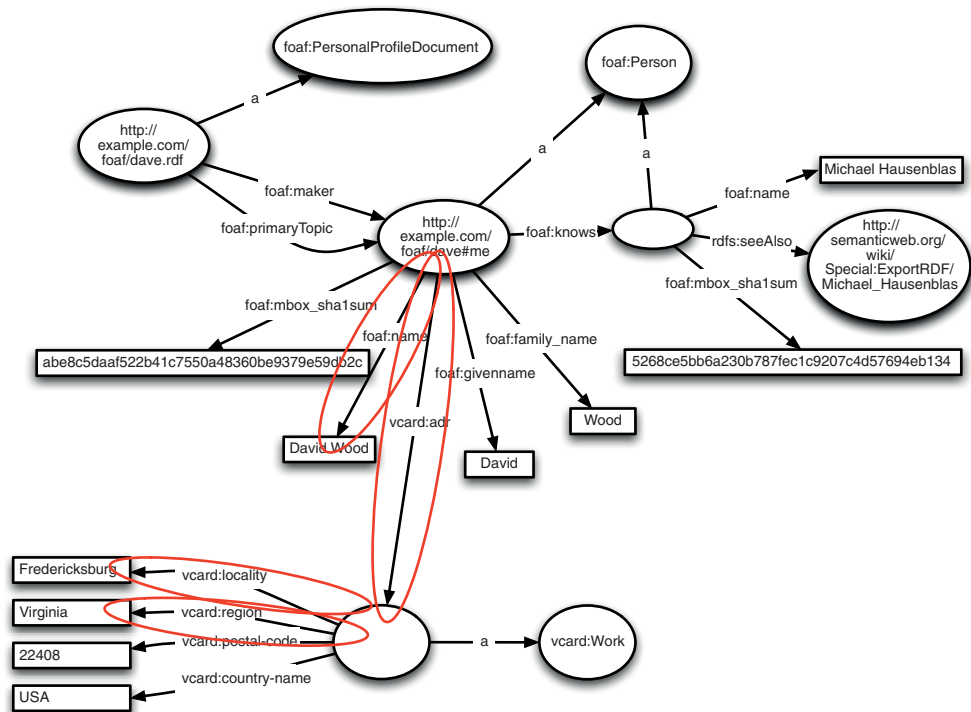 foaf:PersonalProfileDocument
foaf:Person
a
http://
example.com/
foaf/dave.rdf
a
a
foaf:maker
foaf:name
Michael Hausenblas
foaf:primaryTopic
http://
example.com/
foaf/dave#me
foaf:knows
rdfs:seeAlso
http://
semanticweb.org/
wiki/
Special:ExportRDF/
Michael_Hausenblas
foaf:mbox_sha1sum
foaf:mbox_sha1sum
foaf:name
foaf:family_name
abe8c5daaf522b41c7550a48360be9379e59db2c
5268ce5bb6a230b787fec1c9207c4d57694eb134
foaf:givenname
vcard:adr
Wood
David Wood
David
Fredericksburg
vcard:locality
Virginia
vcard:region
22408
vcard:postal-code
a
vcard:Work
vcard:country-name
USA